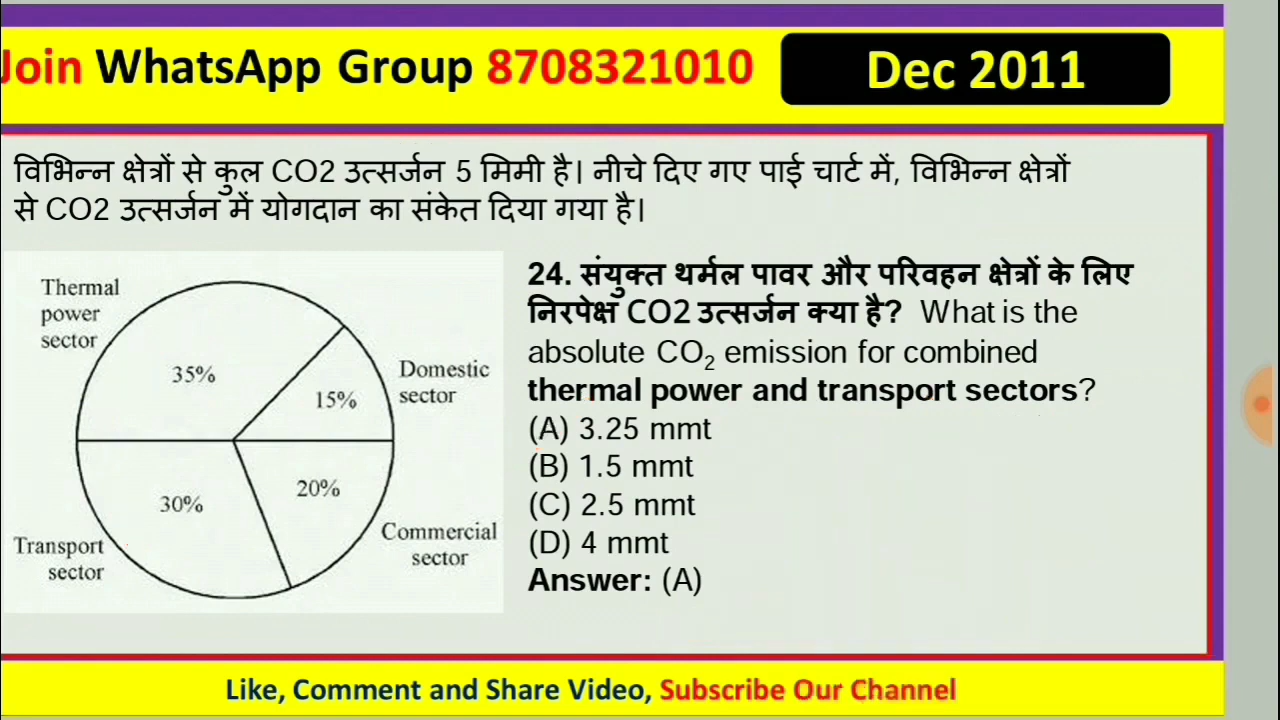 Join WhatsApp Group 8708321010
Dec 2011
विभिन्न क्षेत्रों से कुल CO2 उत्सर्जन 5 मिमी है। नीचे दिए गए पाई चार्ट में, विभिन्न क्षेत्रों
से CO2 उत्सर्जन में योगदान का संकेत दिया गया है।
Thermal
power
sector
35%
15%
Domestic
sector
30%
20%
Transport
sector
Commercial
sector
24. संयुक्त थर्मल पावर और परिवहन क्षेत्रों के लिए
निरपेक्ष CO2 उत्सर्जन क्या है? What is the
absolute CO₂ emission for combined
thermal power and transport sectors?
(A) 3.25 mmt
(B) 1.5 mmt
(C) 2.5 mmt
(D) 4 mmt
Answer: (A)
Like, Comment and Share Video, Subscribe Our Channel